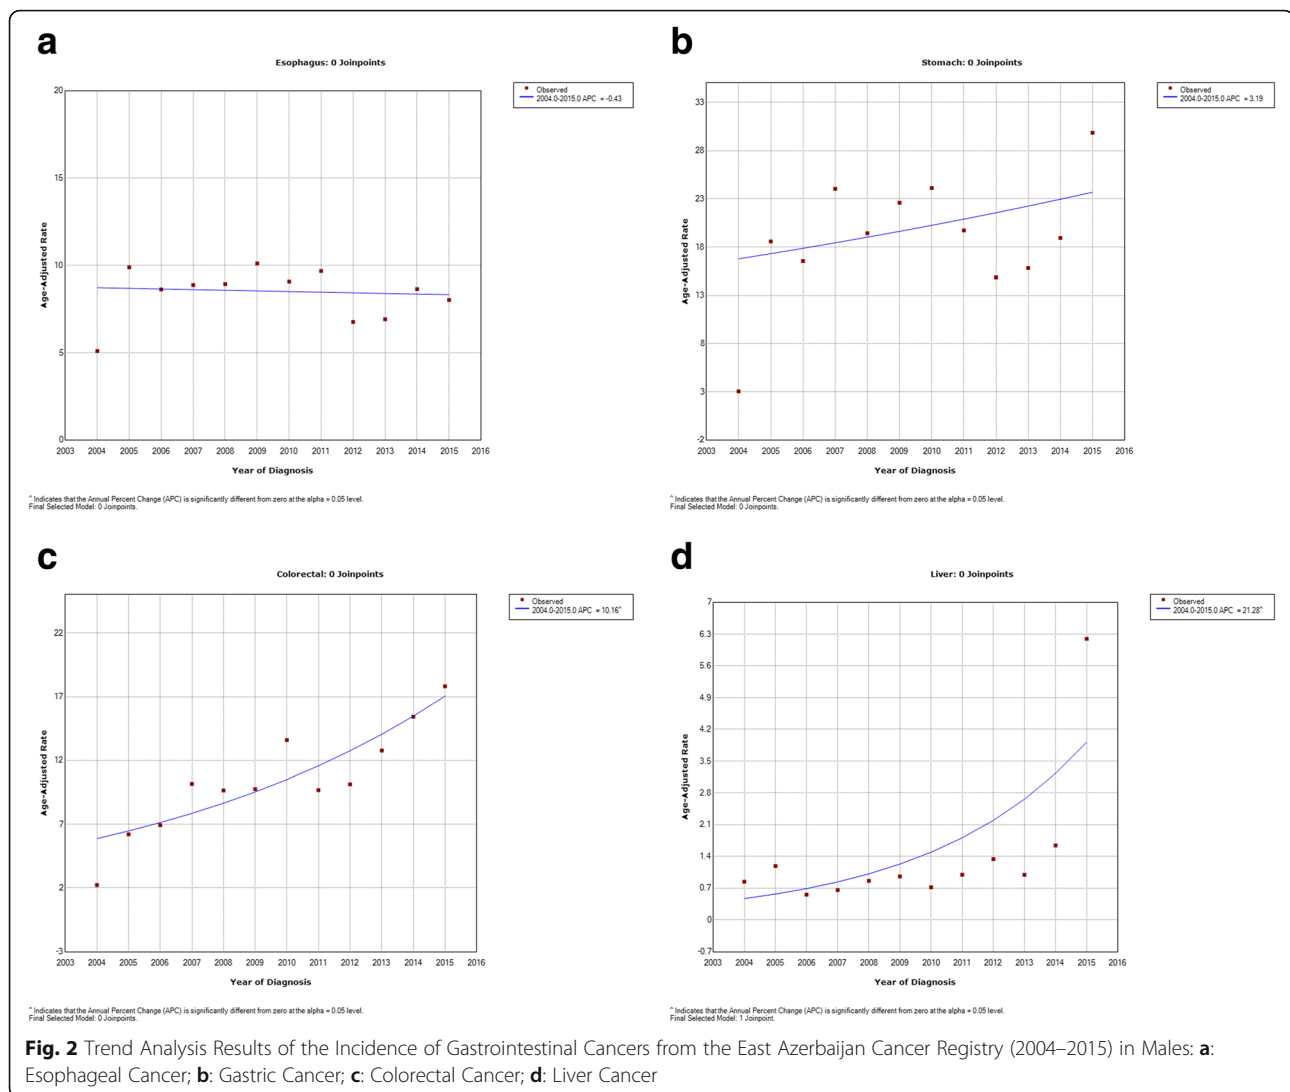 a
Esophagus: 0 Joinpoints
Observed
2004.0-2015.0 APC = -0.43
20
15
10
5
0
Age-Adjusted Rate
2003 2004 2005 2006 2007 2008 2009 2010 2011 2012 2013 2014 2015 2016
Year of Diagnosis
^ Indicates that the Annual Percent Change (APC) is significantly different from zero at the alpha = 0.05 level.
Final Selected Model: 0 Joinpoints.
b
Stomach: 0 Joinpoints
Observed
2004.0-2015.0 APC = 3.19
33
28
23
18
13
8
3
-2
Age-Adjusted Rate
2003 2004 2005 2006 2007 2008 2009 2010 2011 2012 2013 2014 2015 2016
Year of Diagnosis
^ Indicates that the Annual Percent Change (APC) is significantly different from zero at the alpha = 0.05 level.
Final Selected Model: 0 Joinpoints.
c
Colorectal: 0 Joinpoints
Observed
2004.0-2015.0 APC = 10.16^
22
17
12
7
2
-3
Age-Adjusted Rate
2003 2004 2005 2006 2007 2008 2009 2010 2011 2012 2013 2014 2015 2016
Year of Diagnosis
^ Indicates that the Annual Percent Change (APC) is significantly different from zero at the alpha = 0.05 level.
Final Selected Model: 0 Joinpoints.
d
Liver: 0 Joinpoints
Observed
2004.0-2015.0 APC = 21.28^
7
6.3
5.6
4.9
4.2
3.5
2.8
2.1
1.4
0.7
0
-0.7
Age-Adjusted Rate
2003 2004 2005 2006 2007 2008 2009 2010 2011 2012 2013 2014 2015 2016
Year of Diagnosis
^ Indicates that the Annual Percent Change (APC) is significantly different from zero at the alpha = 0.05 level.
Final Selected Model: 1 Joinpoint.
Fig. 2 Trend Analysis Results of the Incidence of Gastrointestinal Cancers from the East Azerbaijan Cancer Registry (2004–2015) in Males: a:
Esophageal Cancer; b: Gastric Cancer; c: Colorectal Cancer; d: Liver Cancer